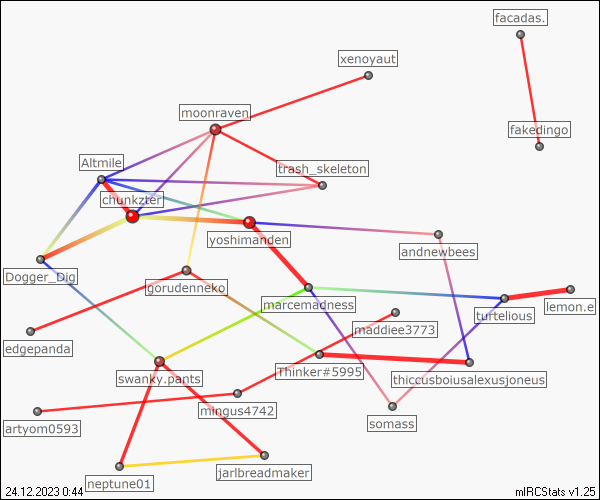 facadas.
xenoyaut
moonraven
fakedingo
Altmile
trash_skeleton
chunkzter
yoshimanden
andnewbees
Dogger_Dig
gorudenneko
marcemadness
turtelious
lemon.e
maddiee3773
edgepanda
swanky.pants
Thinker#5995
thiccusboiusalexusjoneus
mingus4742
artyom0593
somass
neptune01
jarlbreadmaker
24.12.2023 0:44
mIRCStats v1.25